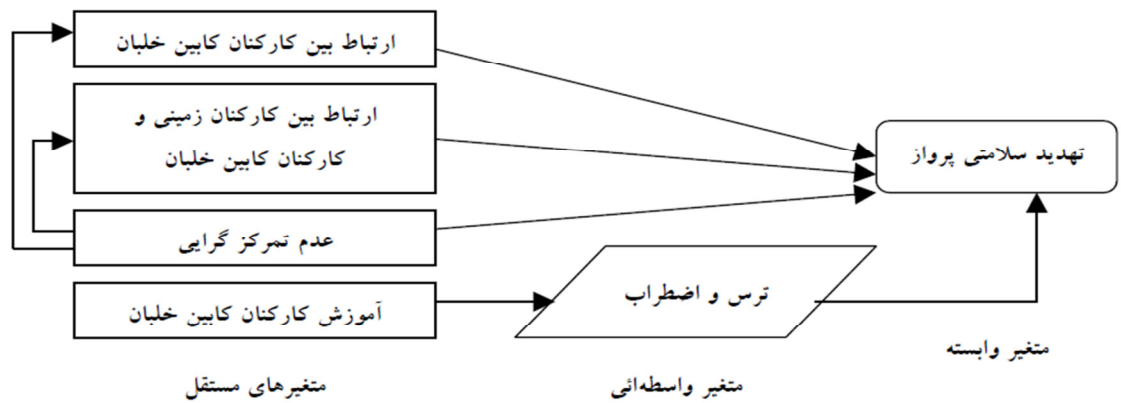 ارتباط بین کارکنان کابین خلبان
ارتباط بین کارکنان زمینی و
کارکنان کابین خلبان
عدم تمرکز گرایی
آموزش کارکنان کابین خلبان
ترس و اضطراب
تهدید سلامتی پرواز
متغیرهای مستقل
متغیر واسطه‌ائی
متغیر وابسته